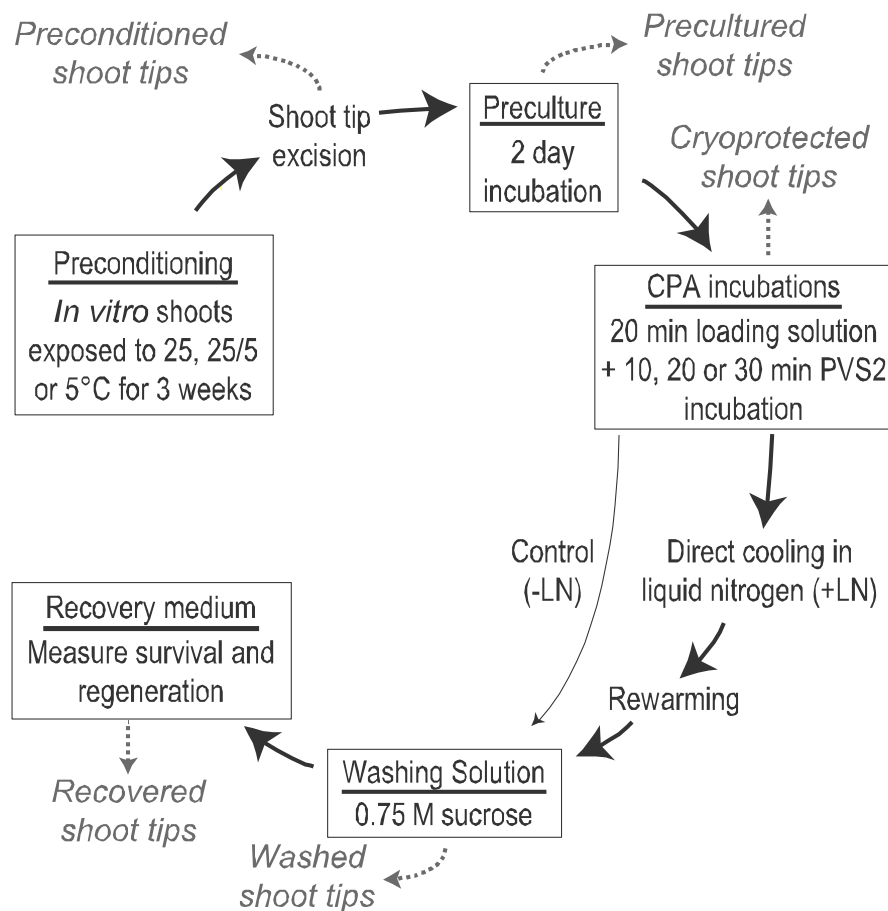 Preconditioned
shoot tips
Shoot tip
excision
Preculture
2 day
incubation
Precultured
shoot tips
Cryoprotected
shoot tips
Preconditioning
In vitro shoots
exposed to 25, 25/5
or 5°C for 3 weeks
CPA incubations
20 min loading solution
+ 10, 20 or 30 min PVS2
incubation
Control
(-LN)
Direct cooling in
liquid nitrogen (+LN)
Rewarming
Washing Solution
0.75 M sucrose
Washed
shoot tips
Recovery medium
Measure survival and
regeneration
Recovered
shoot tips